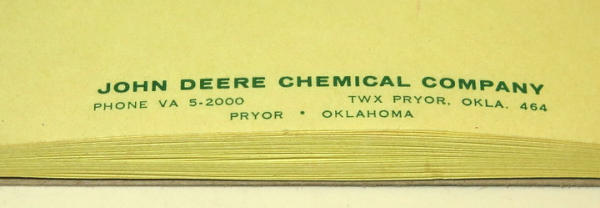 JOHN DEERE CHEMICAL COMPANY
PHONE VA 5-2000 TWX PRYOR, OKLA. 464
PRYOR • OKLAHOMA